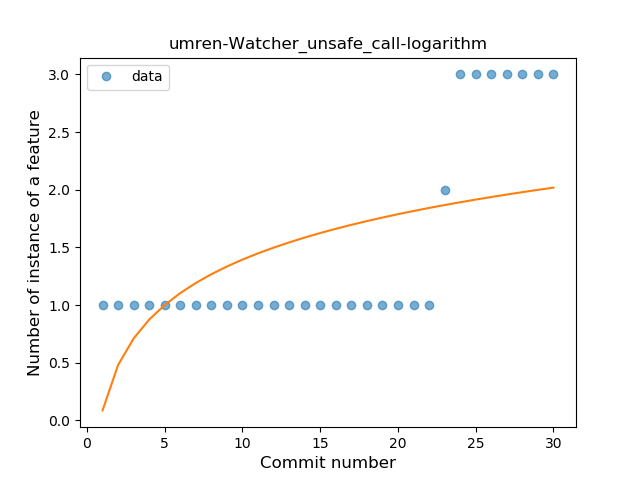 umren-Watcher_unsafe_call-logarithm
data
Number of instance of a feature
3.0
2.5
2.0
1.5
1.0
0.5
0.0
0 5 10 15 20 25 30
Commit number